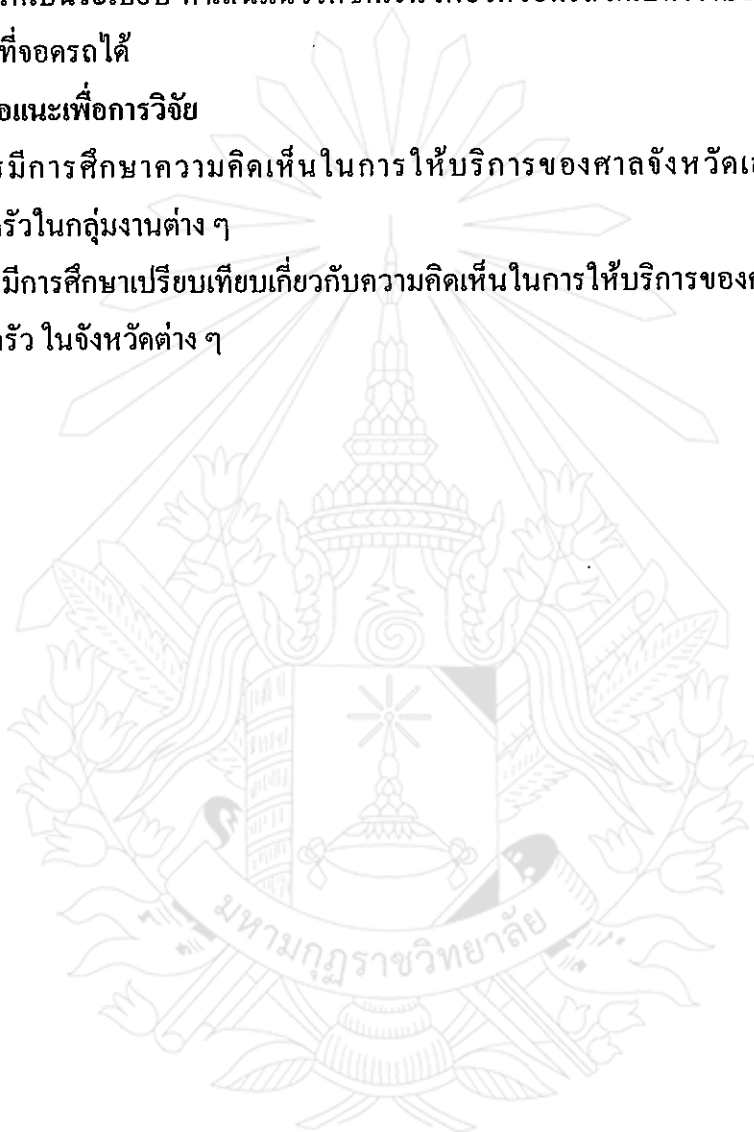 ที่จอดรถได้
อแนะเพื่อการวิจัย
รมีการศึกษาความคิดเห็นในการให้บริการของศาลจังหวัดเ
ครัวในกลุ่มงานต่าง ๆ
มีการศึกษาเปรียบเทียบเกี่ยวกับความคิดเห็นในการให้บริการของ
ครัว ในจังหวัดต่าง ๆ
มหามกุฏราชวิทยาลัย